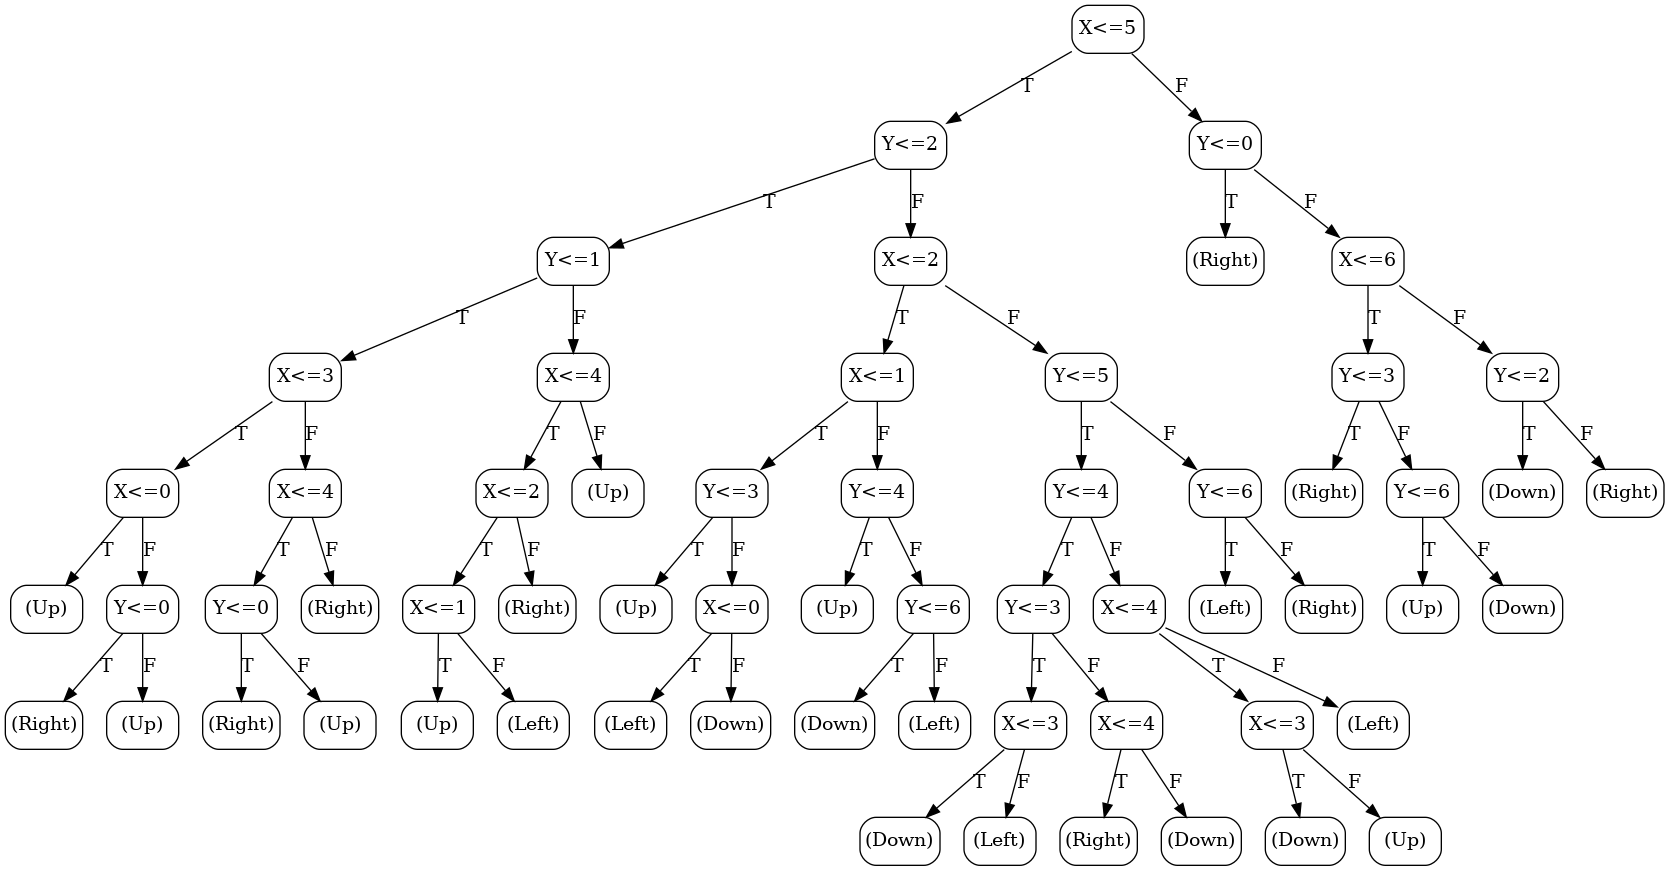 X<=5
T F
Y<=2 Y<=0
T F T F
Y<=1 X<=2 (Right) X<=6
T F T F T F
X<=3 X<=4 X<=1 Y<=5 Y<=3 Y<=2
T F T F T F T F T F T F
X<=0 X<=4 X<=2 (Up) Y<=3 Y<=4 Y<=4 Y<=6 (Right) Y<=6 (Down) (Right)
T F T F T F T F T F T F T F T F
(Up) Y<=0 Y<=0 (Right) X<=1 (Right) (Up) X<=0 (Up) Y<=6 Y<=3 X<=4 (Left) (Right) (Up) (Down)
T F T F T F T F T F T F T F
(Right) (Up) (Right) (Up) (Up) (Left) (Left) (Down) (Down) (Left) X<=3 X<=4 X<=3 (Left)
T F T F T F
(Down) (Left) (Right) (Down) (Down) (Up)